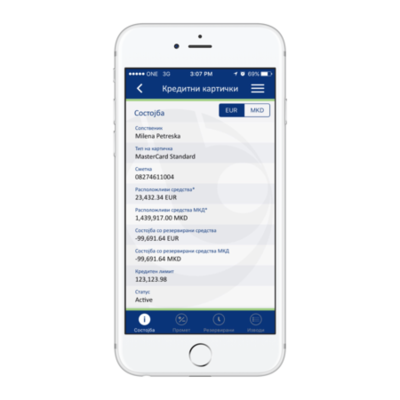 ONE 3G 3:07 PM 69%
Кредитни картички
Состојба EUR MKD
Сопственик
Milena Petreska
Тип на картичка
MasterCard Standard
Сметка
08274611004
Расположливи средства*
23,432.34 EUR
Расположливи средства МКД*
1,439,917.00 MKD
Состојба со резервирани средства
-99,691.64 EUR
Состојба со резервирани средства МКД
-99,691.64 MKD
Кредитен лимит
123,123.98
Статус
Active
Состојба Промет Резервирани